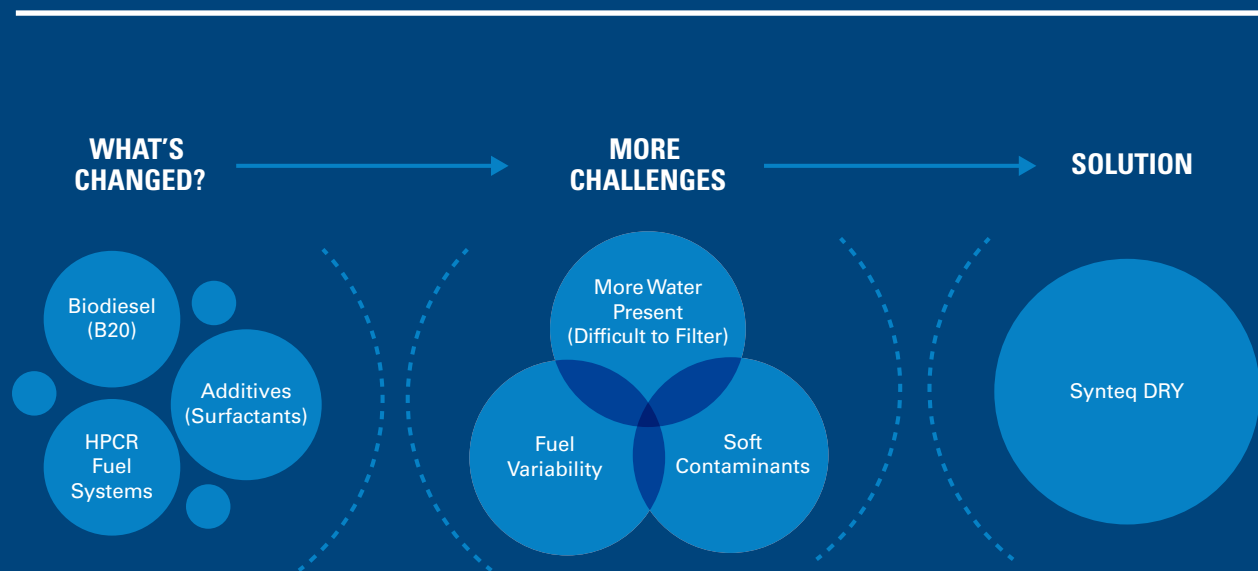 WHAT'S
CHANGED?
MORE
CHALLENGES
SOLUTION
Biodiesel
(B20)
Additives
(Surfactants)
HPCR
Fuel
Systems
More Water
Present
(Difficult to Filter)
Fuel
Variability
Soft
Contaminants
Synteq DRY